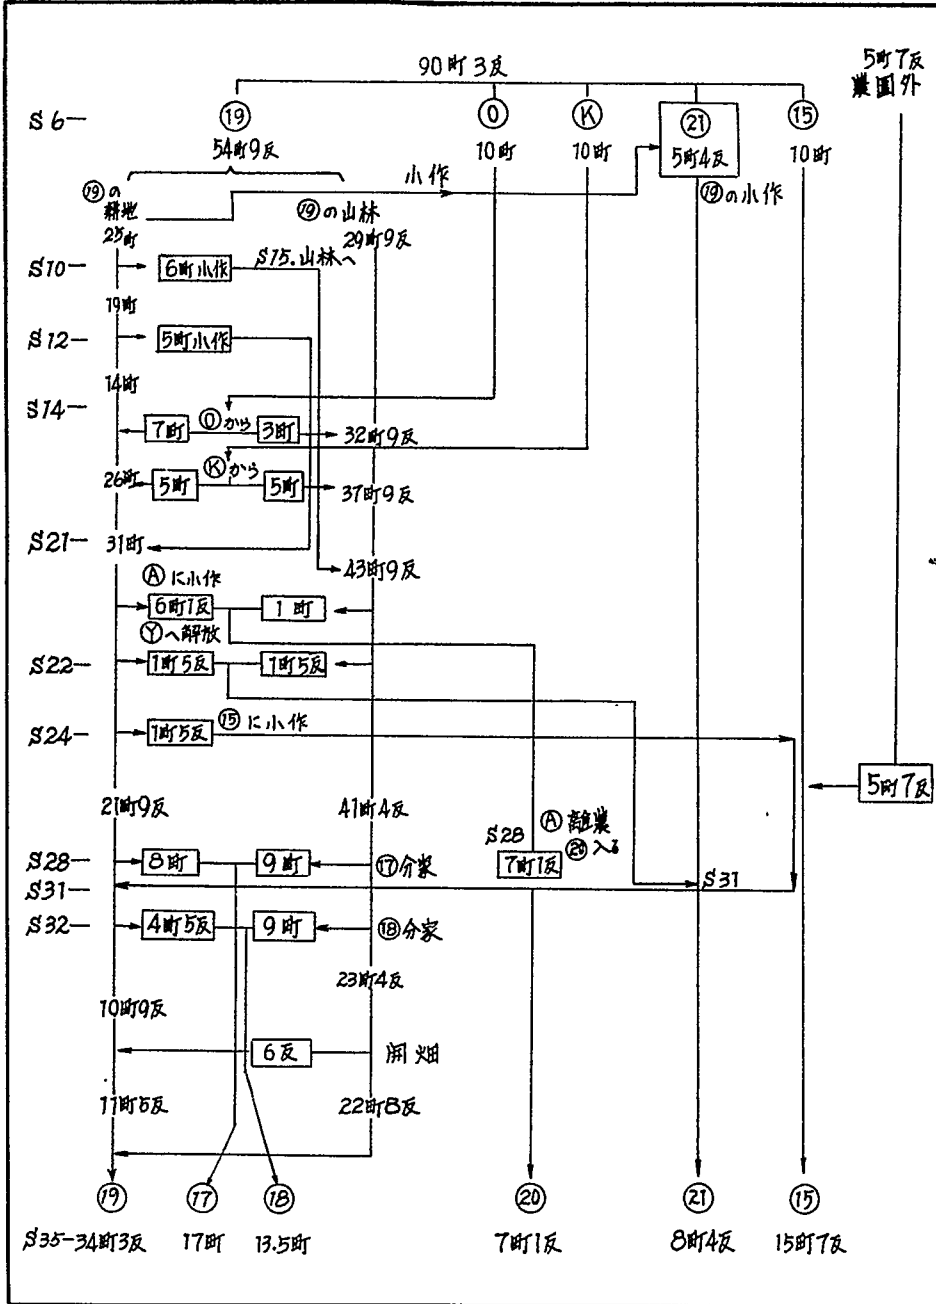 90町3反
5町7反
農国外
S6— ⑲ Ⓞ Ⓚ ㉑ ⑮
54町9反 10町 10町 5町4反 10町
小作
⑲の小作
⑲の
耕地
25町
⑲の山林
29町9反
S10— 6町小作 S15.山林へ
19町
S12— 5町小作
14町
S14—
7町 Ⓞから 3町 32町9反
26町 5町 Ⓚから 5町 37町9反
S21— 31町
43町9反
Ⓐに小作
6町1反 1町
Ⓨへ解放
S22— 1町5反 1町5反
S24— 1町5反 ⑮に小作
5町7反
21町9反 41町4反
S28 Ⓐ離農
⑳入る
7町1反
S28— 8町 9町 ⑰分家
S31— S31
S32— 4町5反 9町 ⑱分家
23町4反
10町9反
6反 開畑
11町5反 22町8反
⑲ ⑰ ⑱ ⑳ ㉑ ⑮
S35—34町3反 17町 13.5町 7町1反 8町4反 15町7反